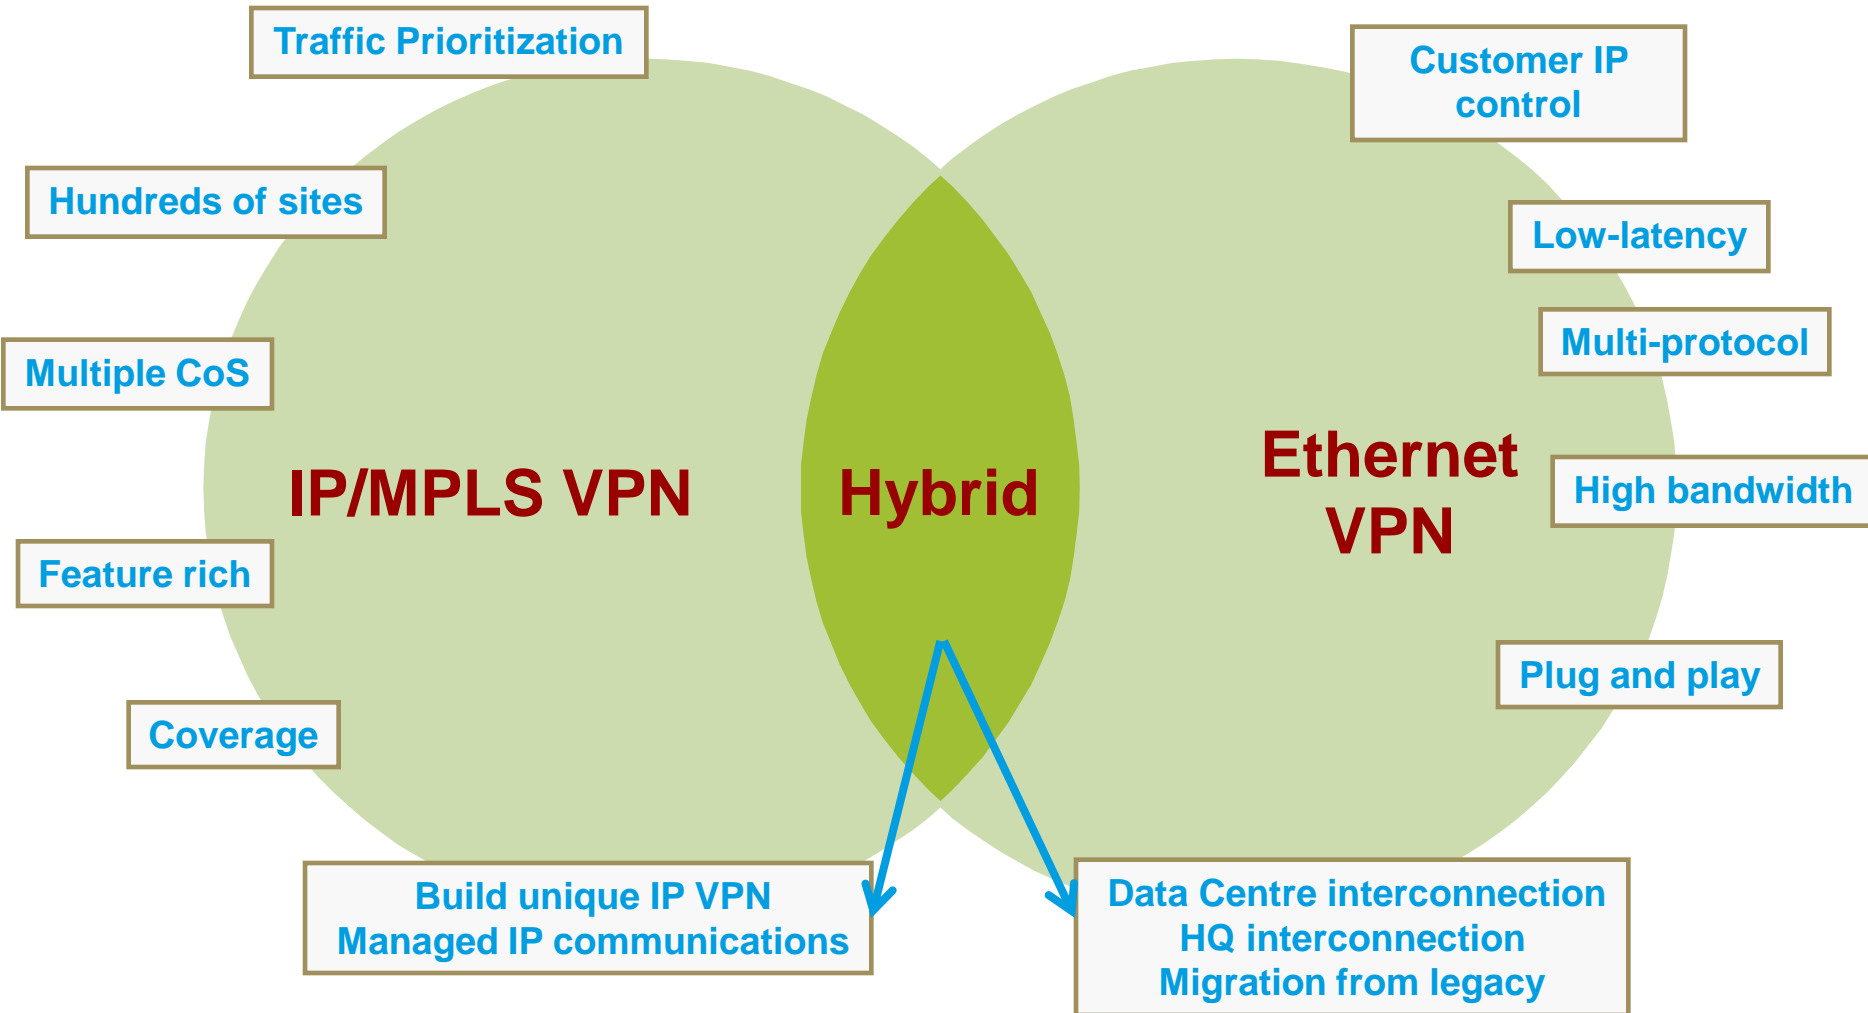 Traffic Prioritization
Customer IP
control
Hundreds of sites
Low-latency
Multi-protocol
Multiple CoS
IP/MPLS VPN
Hybrid
Ethernet
VPN
High bandwidth
Feature rich
Plug and play
Coverage
Build unique IP VPN
Managed IP communications
Data Centre interconnection
HQ interconnection
Migration from legacy